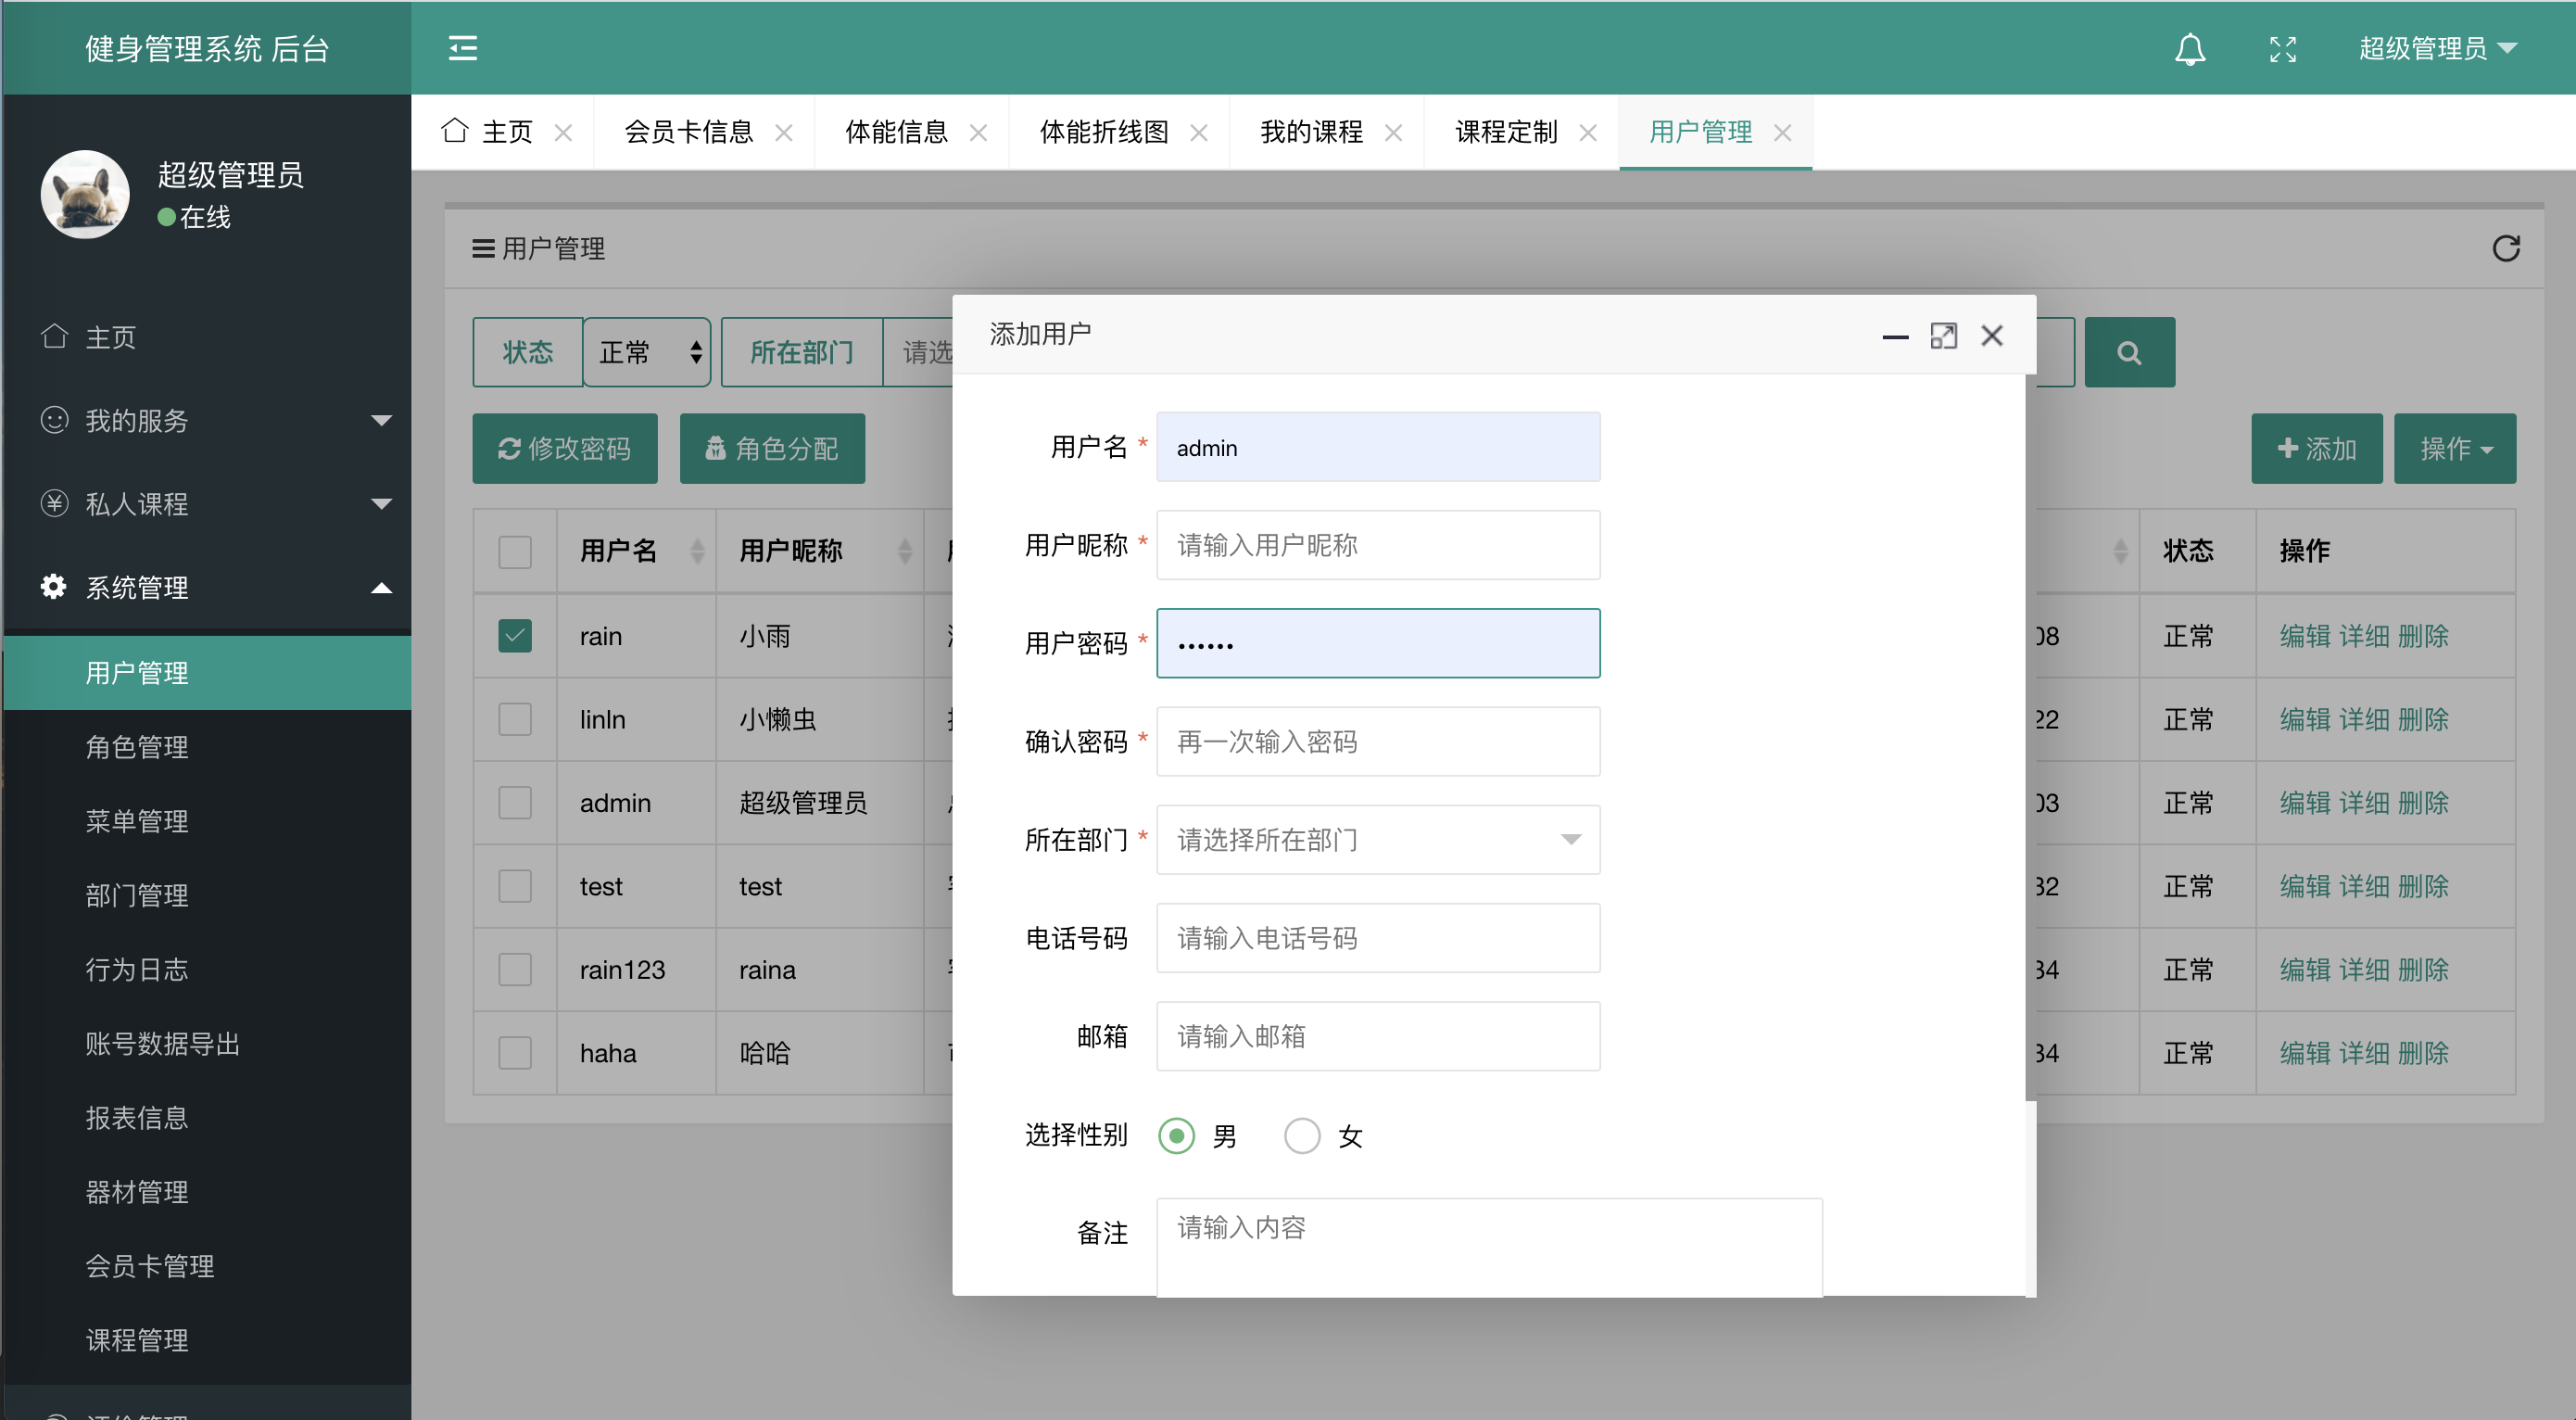 健身管理系统 后台
超级管理员
主页 会员卡信息 体能信息 体能折线图 我的课程 课程定制 用户管理
超级管理员
在线
主页
我的服务
私人课程
系统管理
用户管理
角色管理
菜单管理
部门管理
行为日志
账号数据导出
报表信息
器材管理
会员卡管理
课程管理
用户管理
状态 正常 所在部门 请选
修改密码 角色分配 添加 操作
用户名 用户昵称 状态 操作
rain 小雨 08 正常 编辑 详细 删除
linln 小懒虫 22 正常 编辑 详细 删除
admin 超级管理员 03 正常 编辑 详细 删除
test test 32 正常 编辑 详细 删除
rain123 raina 34 正常 编辑 详细 删除
haha 哈哈 34 正常 编辑 详细 删除
添加用户
用户名 * admin
用户昵称 * 请输入用户昵称
用户密码 * ••••••
确认密码 * 再一次输入密码
所在部门 * 请选择所在部门
电话号码 请输入电话号码
邮箱 请输入邮箱
选择性别 男 女
备注 请输入内容